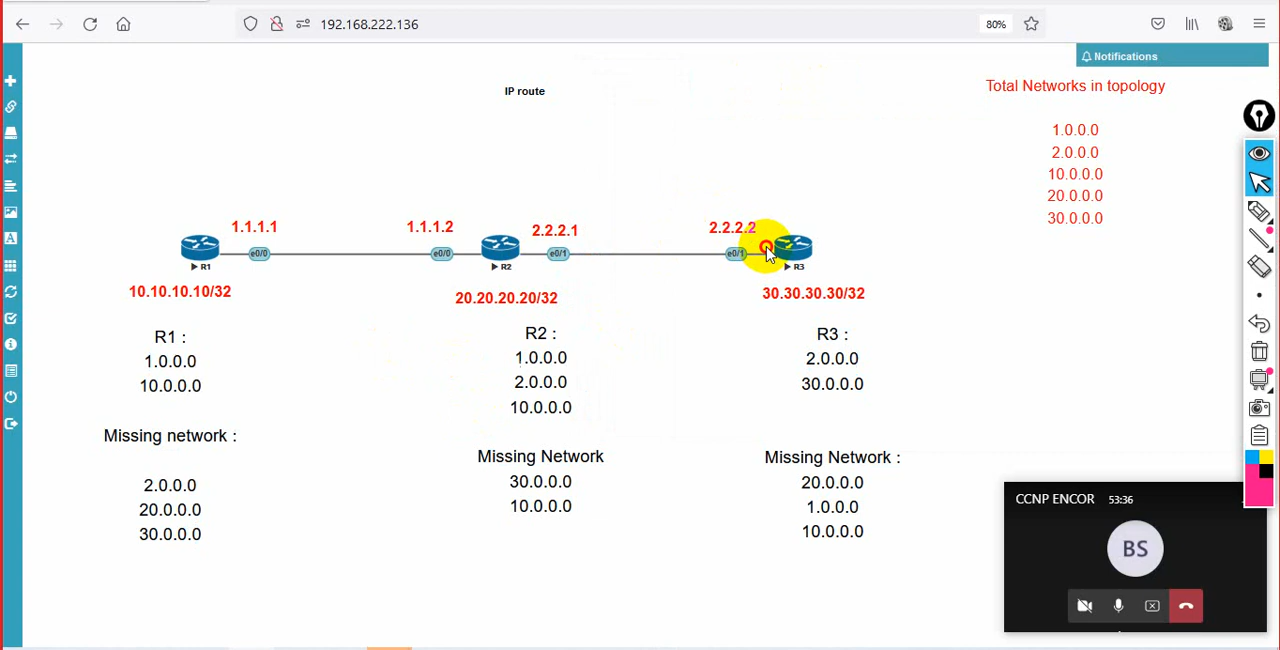 192.168.222.136
80%
Notifications
IP route
Total Networks in topology
1.0.0.0
2.0.0.0
10.0.0.0
20.0.0.0
30.0.0.0
1.1.1.1
1.1.1.2
2.2.2.1
2.2.2.2
e0/0
e0/0
e0/1
e0/1
R1
R2
R3
10.10.10.10/32
20.20.20.20/32
30.30.30.30/32
R1 :
1.0.0.0
10.0.0.0
Missing network :
2.0.0.0
20.0.0.0
30.0.0.0
R2 :
1.0.0.0
2.0.0.0
10.0.0.0
Missing Network
30.0.0.0
10.0.0.0
R3 :
2.0.0.0
30.0.0.0
Missing Network :
20.0.0.0
1.0.0.0
10.0.0.0
CCNP ENCOR 53:36
BS